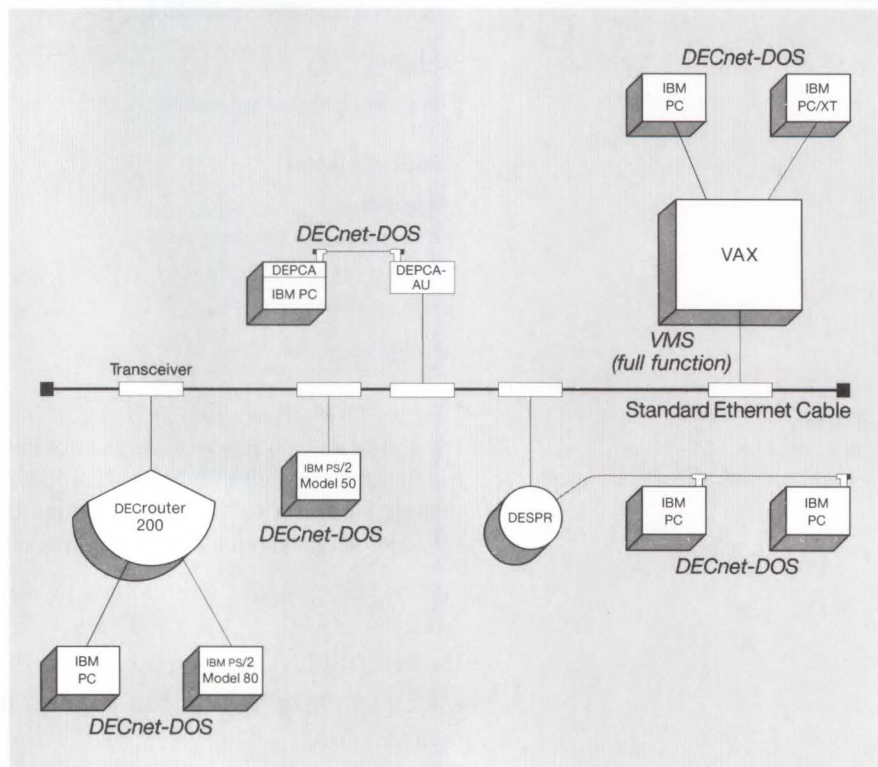 DECnet-DOS
IBM
PC
IBM
PC/XT
VAX
VMS
(full function)
DECnet-DOS
DEPCA
IBM PC
DEPCA-
AU
Transceiver
Standard Ethernet Cable
DECrouter
200
IBM PS/2
Model 50
DECnet-DOS
DESPR
IBM
PC
IBM
PC
DECnet-DOS
IBM
PC
IBM PS/2
Model 80
DECnet-DOS